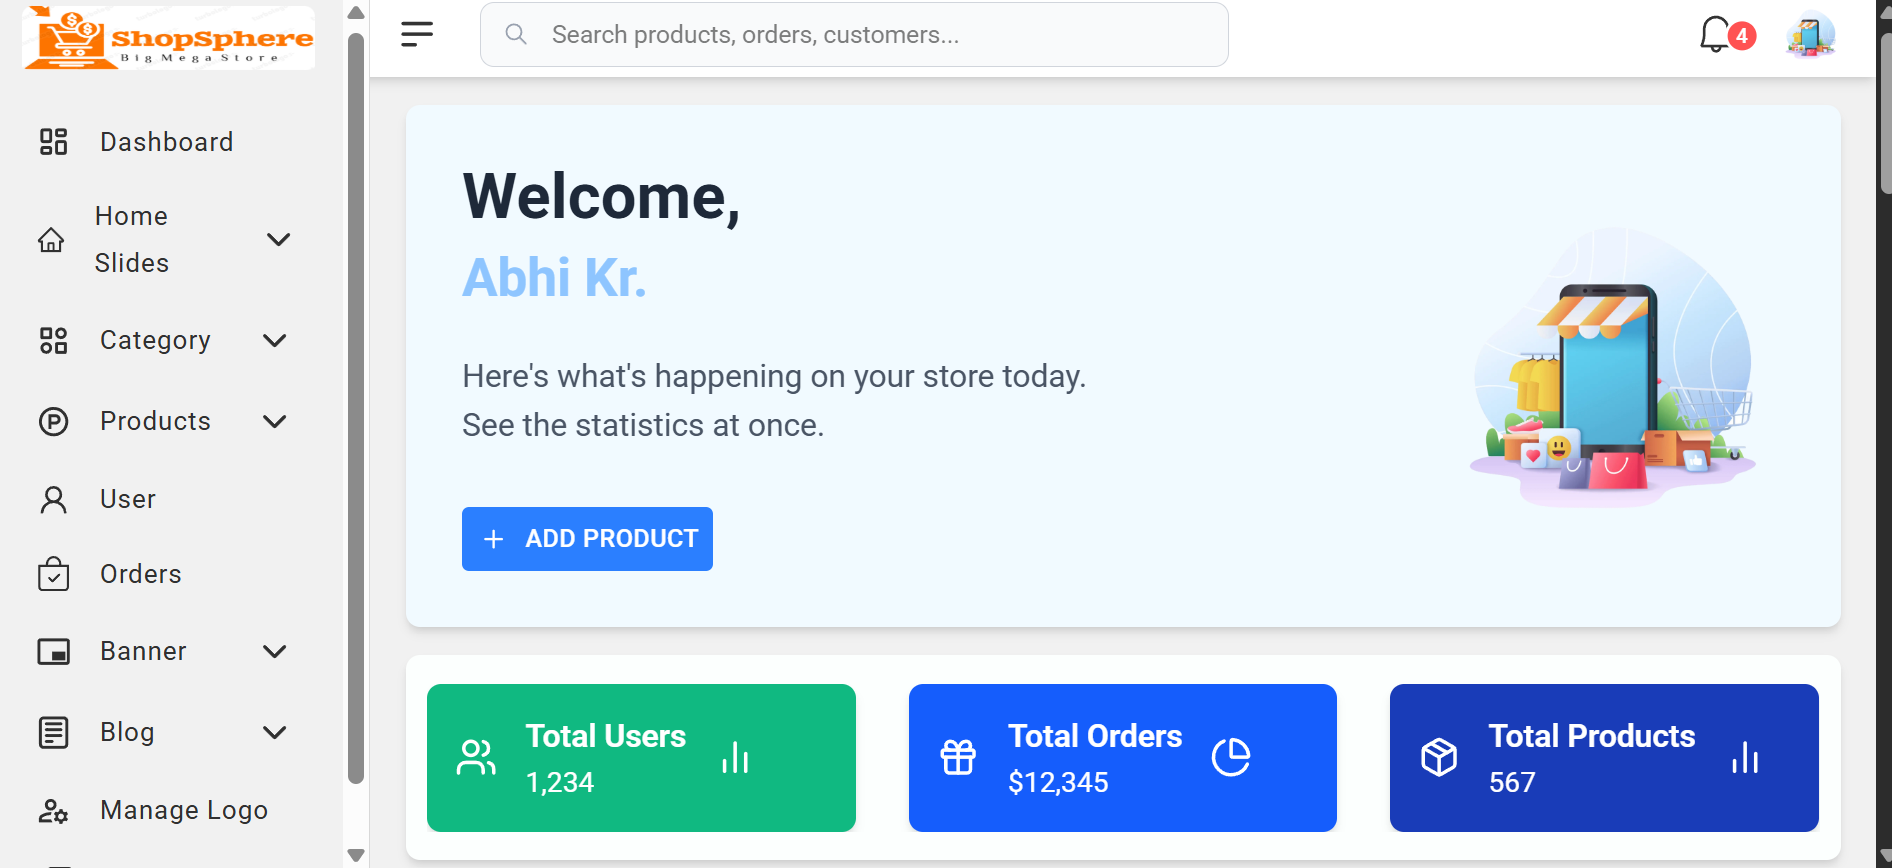 ShopSphere
Big Mega Store
Dashboard
Home
Slides
Category
Products
User
Orders
Banner
Blog
Manage Logo
Search products, orders, customers...
4
Welcome,
Abhi Kr.
Here's what's happening on your store today.
See the statistics at once.
ADD PRODUCT
Total Users
1,234
Total Orders
$12,345
Total Products
567